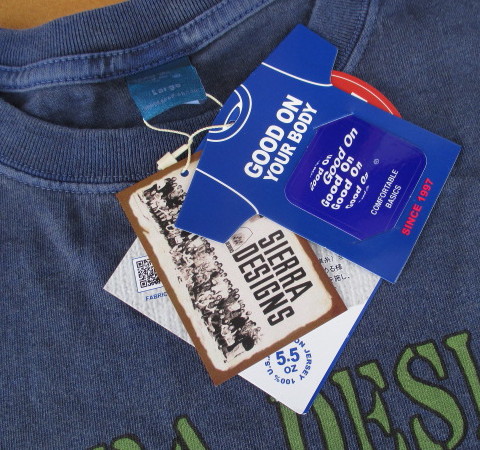 Large
GOOD ON
YOUR BODY
Good On
Good On
Good On
Good On
COMFORTABLE
BASICS
SINCE 1997
SIERRA
DESIGNS
FABRIC
5.5
OZ
JERSEY 100% U.S.